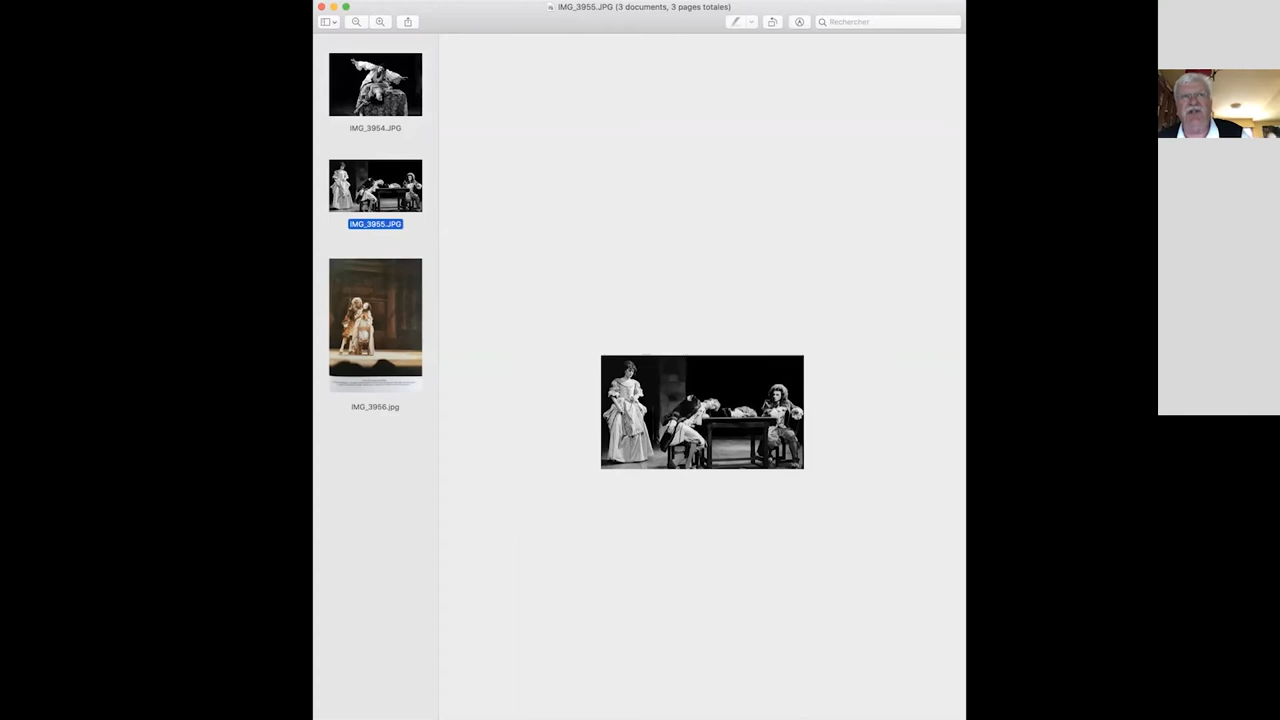 IMG_3955.JPG (3 documents, 3 pages totales)
Rechercher
IMG_3954.JPG
IMG_3955.JPG
IMG_3956.jpg